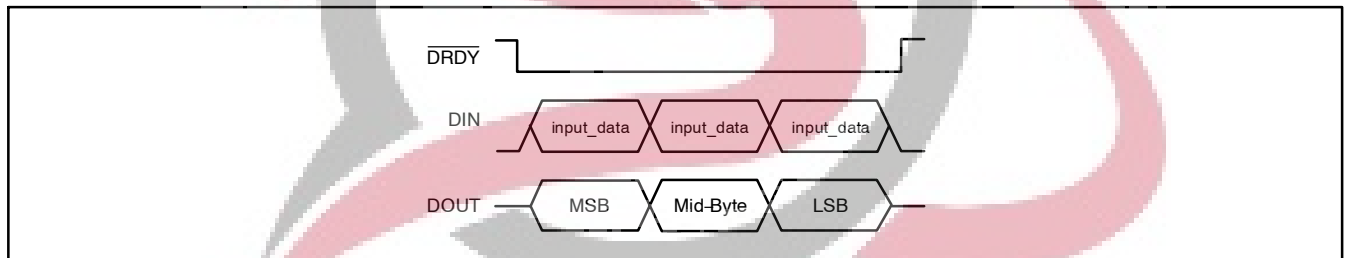 DRDY
DIN input_data input_data input_data
DOUT MSB Mid-Byte LSB